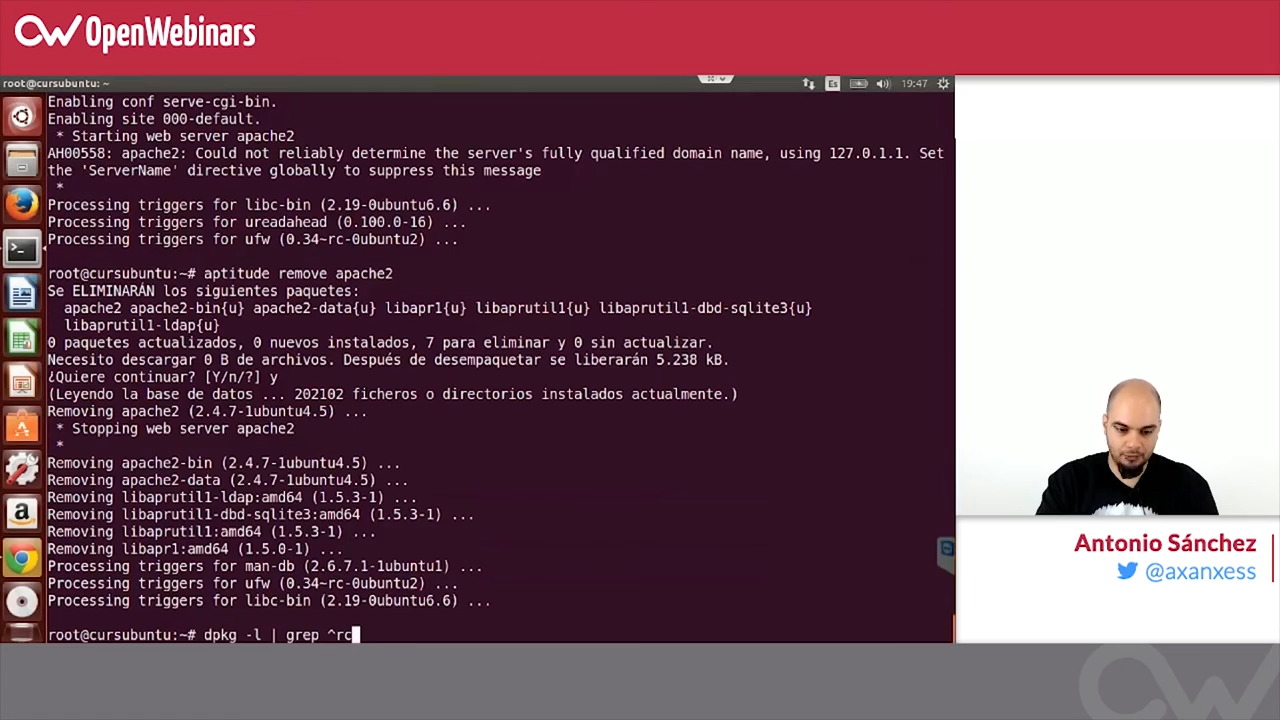 OpenWebinars
root@cursubuntu: ~
Es
19:47
Enabling conf serve-cgi-bin.
Enabling site 000-default.
* Starting web server apache2
AH00558: apache2: Could not reliably determine the server's fully qualified domain name, using 127.0.1.1. Set
the 'ServerName' directive globally to suppress this message
*
Processing triggers for libc-bin (2.19-0ubuntu6.6) ...
Processing triggers for ureadahead (0.100.0-16) ...
Processing triggers for ufw (0.34~rc-0ubuntu2) ...
root@cursubuntu:~# aptitude remove apache2
Se ELIMINARÁN los siguientes paquetes:
apache2 apache2-bin{u} apache2-data{u} libapr1{u} libaprutil1{u} libaprutil1-dbd-sqlite3{u}
libaprutil1-ldap{u}
0 paquetes actualizados, 0 nuevos instalados, 7 para eliminar y 0 sin actualizar.
Necesito descargar 0 B de archivos. Después de desempaquetar se liberarán 5.238 kB.
¿Quiere continuar? [Y/n/?] y
(Leyendo la base de datos ... 202102 ficheros o directorios instalados actualmente.)
Removing apache2 (2.4.7-1ubuntu4.5) ...
* Stopping web server apache2
*
Removing apache2-bin (2.4.7-1ubuntu4.5) ...
Removing apache2-data (2.4.7-1ubuntu4.5) ...
Removing libaprutil1-ldap:amd64 (1.5.3-1) ...
Removing libaprutil1-dbd-sqlite3:amd64 (1.5.3-1) ...
Removing libaprutil1:amd64 (1.5.3-1) ...
Removing libapr1:amd64 (1.5.0-1) ...
Processing triggers for man-db (2.6.7.1-1ubuntu1) ...
Processing triggers for ufw (0.34~rc-0ubuntu2) ...
Processing triggers for libc-bin (2.19-0ubuntu6.6) ...
root@cursubuntu:~# dpkg -l | grep ^rc
Antonio Sánchez
@axanxess